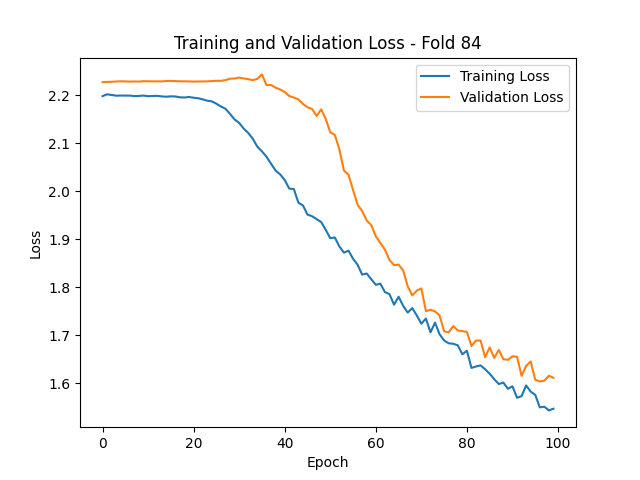 Training and Validation Loss - Fold 84
Training Loss
Validation Loss
Loss
2.2
2.1
2.0
1.9
1.8
1.7
1.6
0 20 40 60 80 100
Epoch